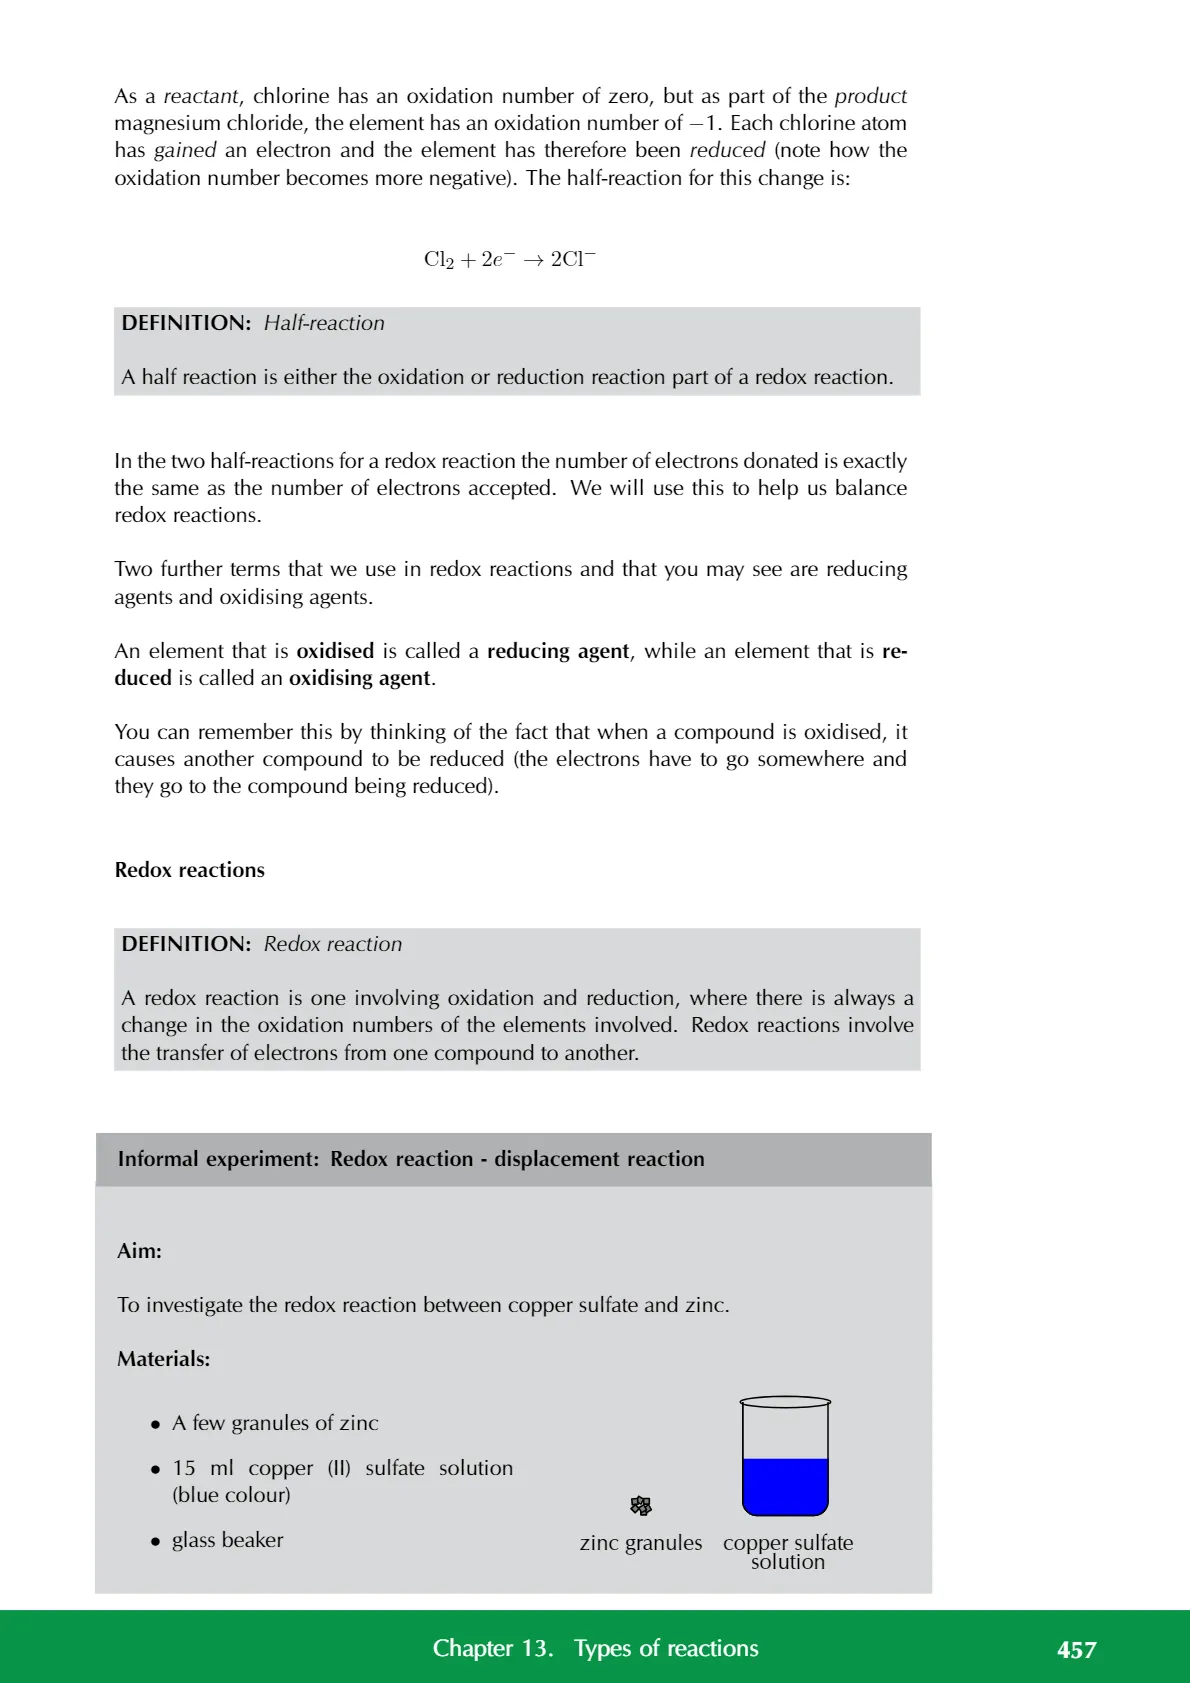 As a reactant, chlorine has an oxidation number of zero, but as part of the product
magnesium chloride, the element has an oxidation number of −1. Each chlorine atom
has gained an electron and the element has therefore been reduced (note how the
oxidation number becomes more negative). The half-reaction for this change is:
Cl₂ + 2e⁻ → 2Cl⁻
DEFINITION: Half-reaction
A half reaction is either the oxidation or reduction reaction part of a redox reaction.
In the two half-reactions for a redox reaction the number of electrons donated is exactly
the same as the number of electrons accepted. We will use this to help us balance
redox reactions.
Two further terms that we use in redox reactions and that you may see are reducing
agents and oxidising agents.
An element that is oxidised is called a reducing agent, while an element that is re-
duced is called an oxidising agent.
You can remember this by thinking of the fact that when a compound is oxidised, it
causes another compound to be reduced (the electrons have to go somewhere and
they go to the compound being reduced).
Redox reactions
DEFINITION: Redox reaction
A redox reaction is one involving oxidation and reduction, where there is always a
change in the oxidation numbers of the elements involved. Redox reactions involve
the transfer of electrons from one compound to another.
Informal experiment: Redox reaction - displacement reaction
Aim:
To investigate the redox reaction between copper sulfate and zinc.
Materials:
• A few granules of zinc
• 15 ml copper (II) sulfate solution
(blue colour)
• glass beaker
zinc granules
copper sulfate
solution
Chapter 13. Types of reactions
457